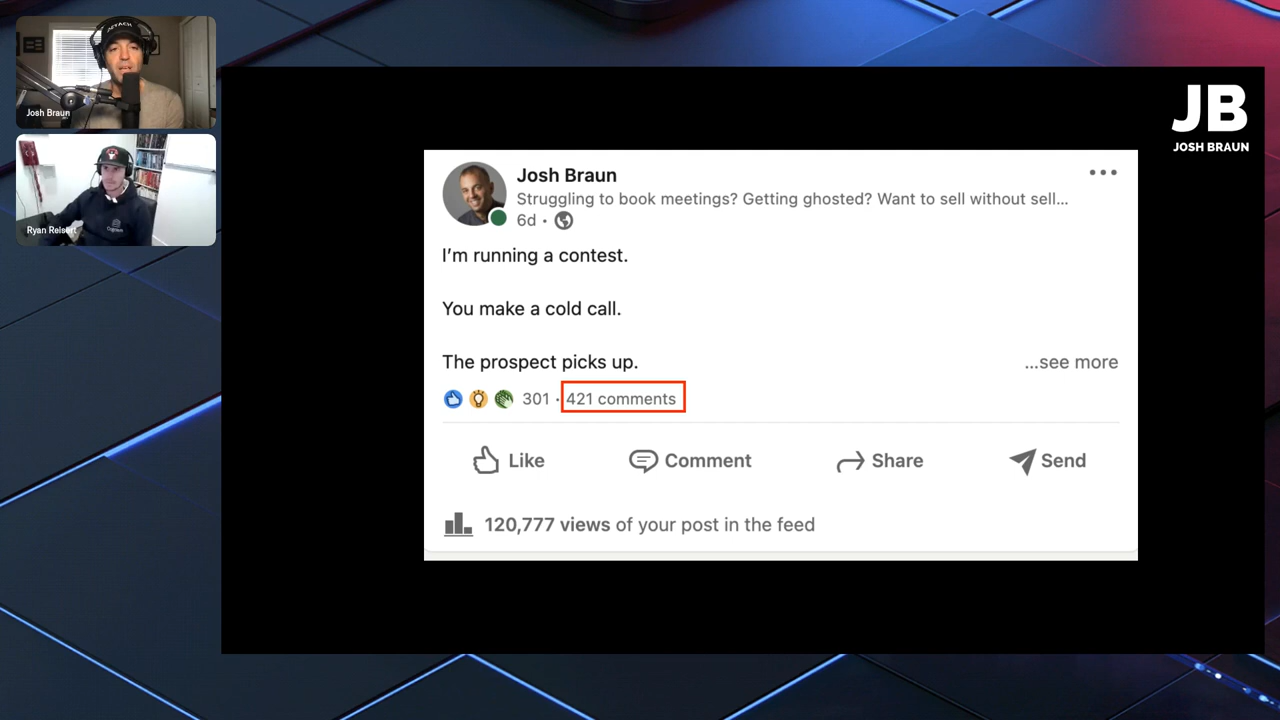 Josh Braun
Ryan Reisert
JB
JOSH BRAUN
Josh Braun
Struggling to book meetings? Getting ghosted? Want to sell without sell...
6d •
I'm running a contest.
You make a cold call.
The prospect picks up.
...see more
301 · 421 comments
Like
Comment
Share
Send
120,777 views of your post in the feed